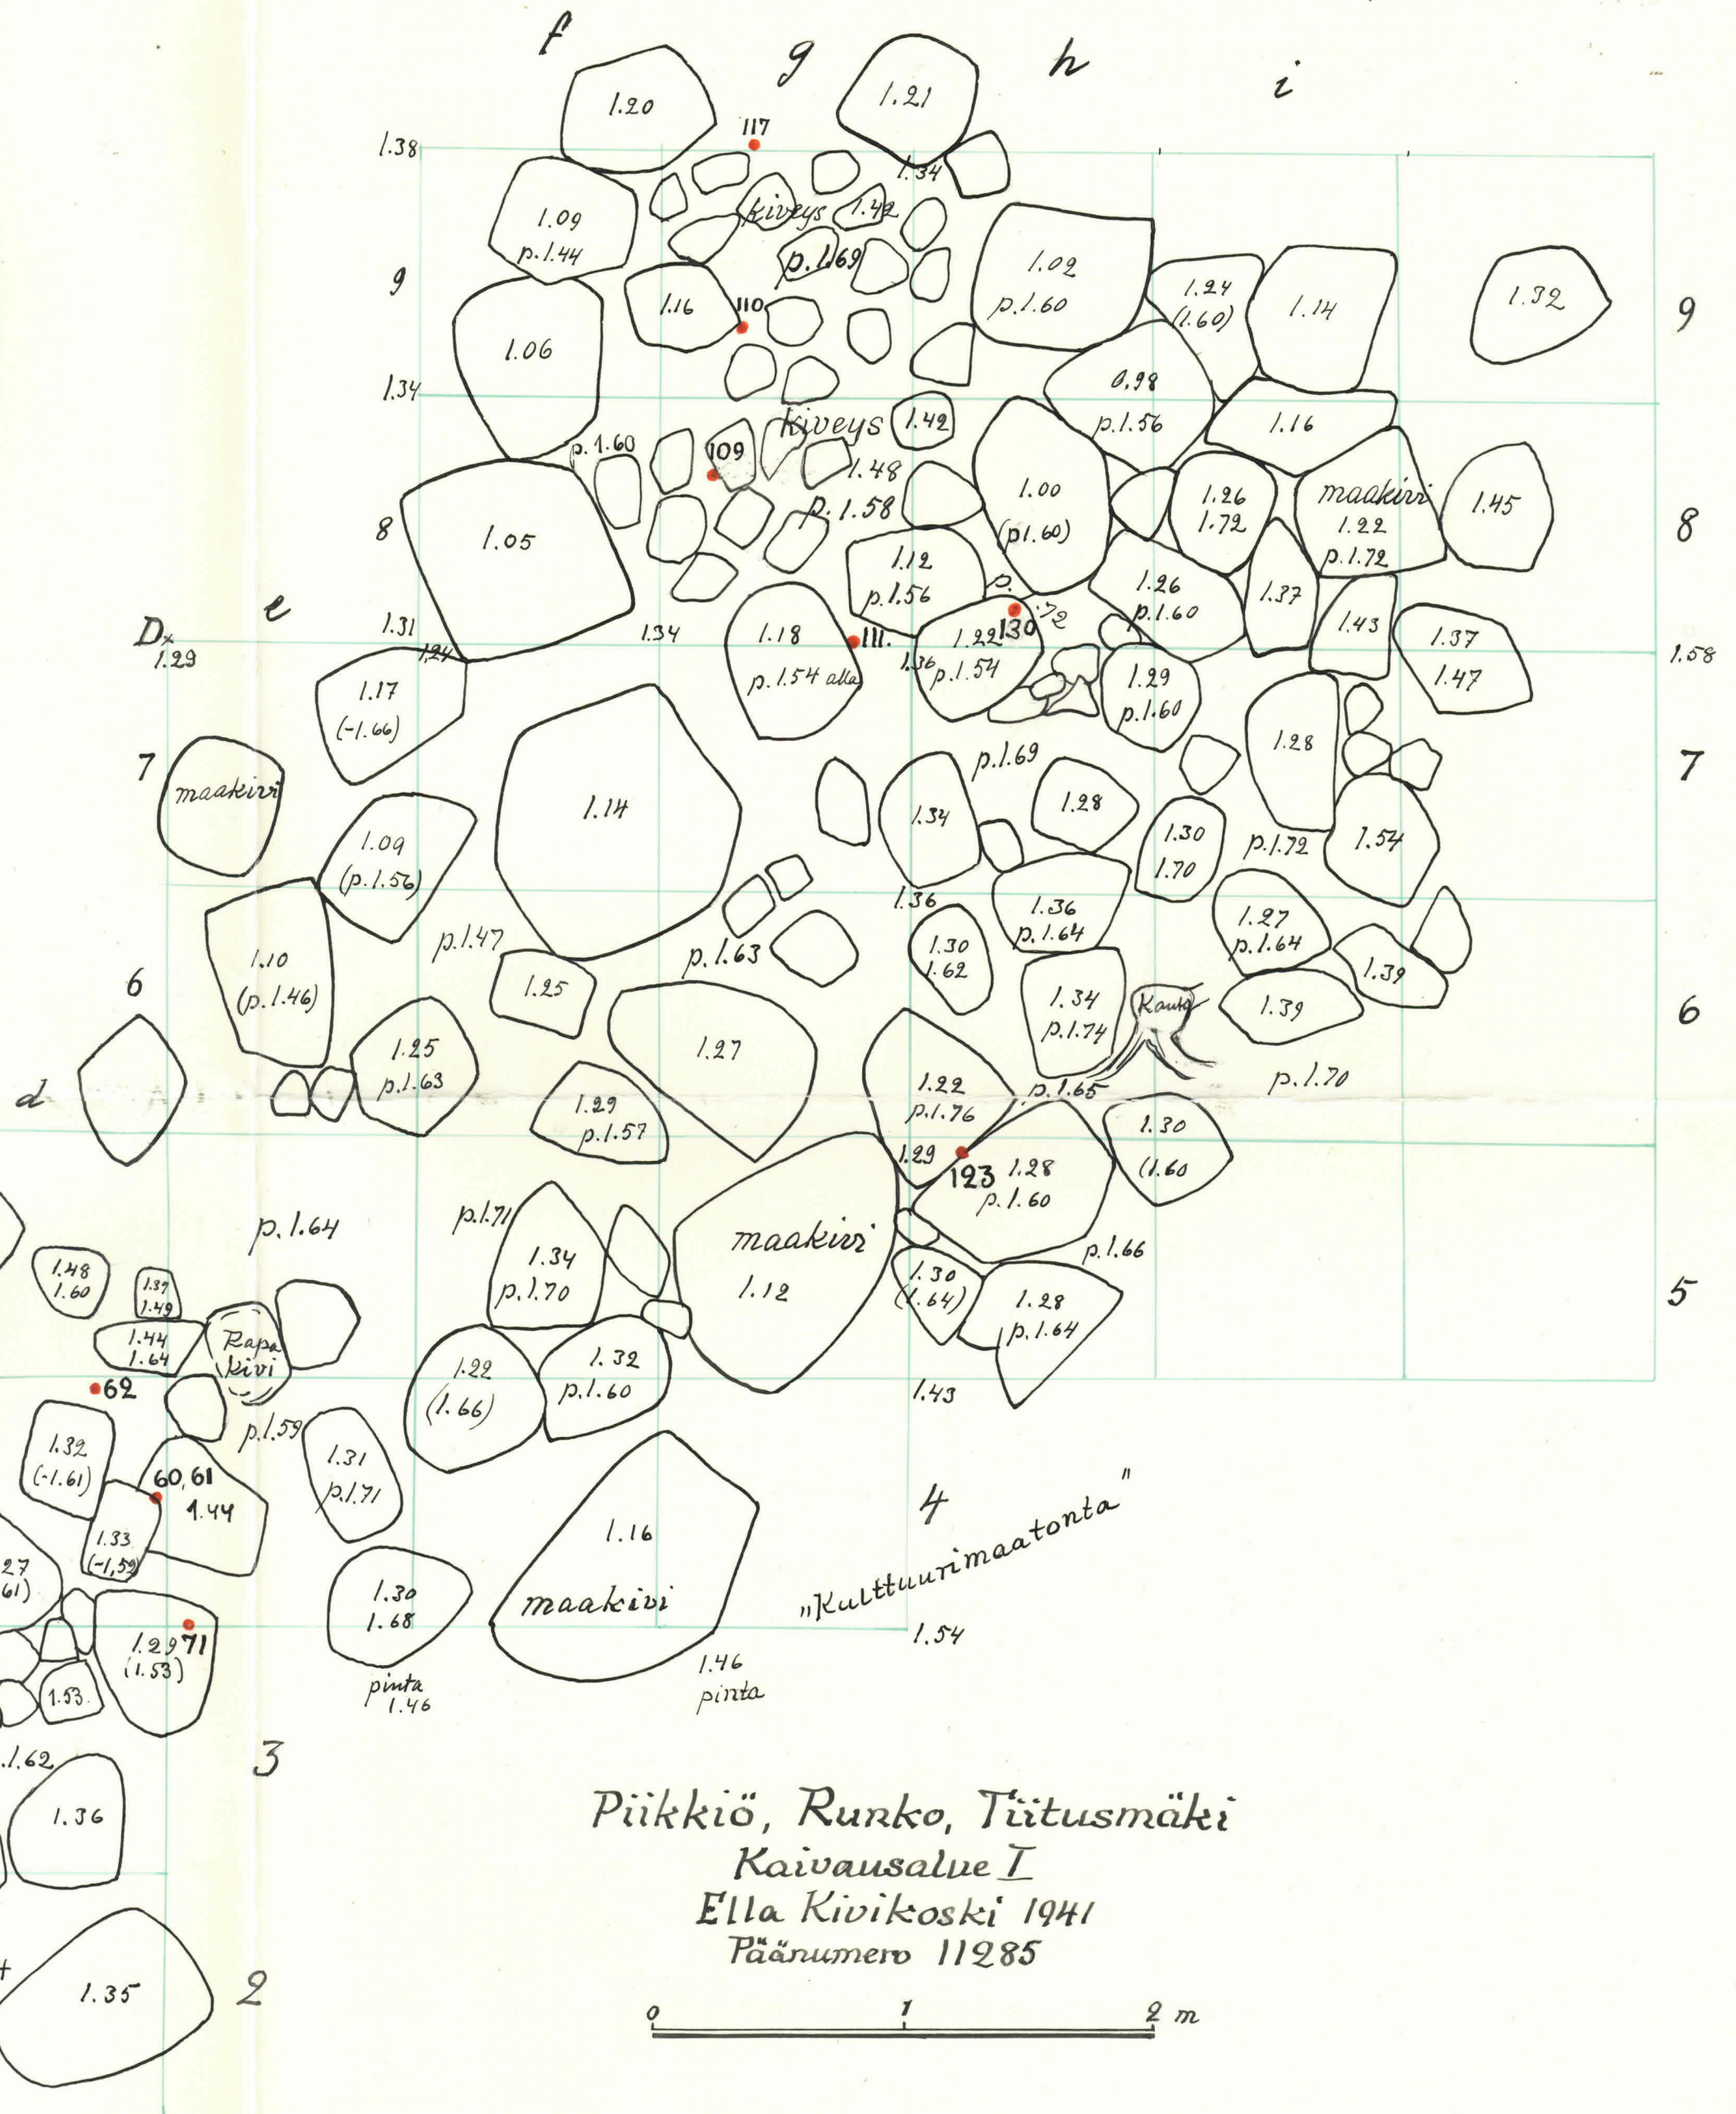 f
g
h
i
1.20
1.21
117
1.38
1.34
1.09
p.1.44
kiveys
1.42
p.1.69
1.02
p.1.60
9
1.16
110
1.24
(1.60)
1.14
1.32
9
1.06
1.34
0,98
p.1.56
Kiveys
1.42
1.16
p.1.60
109
1.48
p.1.58
1.00
(p1.60)
1.26
1.72
maakivi
1.22
p.1.72
1.45
8
8
1.05
1.12
p.1.56
1.26
p.1.60
1.37
1.43
e
D
1.29
1.31
1,24
1.34
1.18
p.1.54 alla
111.
1.36
1.22
130
p.1.54
1.37
1.47
1.58
1.17
(-1.66)
1.29
p.1.60
7
maakivi
1.14
p.1.69
1.28
7
1.09
(p.1.56)
1.34
1.28
1.30
1.70
p.1.72
1.54
1.36
1.36
p.1.64
1.27
p.1.64
1.10
(p.1.46)
p.1.47
p.1.63
1.30
1.62
1.39
6
1.25
1.34
p.1.74
Kanto
1.39
6
1.25
p.1.63
1.27
1.22
p.1.76
p.1.65
p.1.70
d
1.29
p.1.57
1.30
(1.60
1.29
123
1.28
p.1.60
p.1.64
p.1.71
maakivi
1.12
p.1.66
1.48
1.60
1.37
1.49
1.34
p.1.70
1.30
(1.64)
1.28
p.1.64
5
1.44
1.64
Rapa
kivi
62
1.22
(1.66)
1.32
p.1.60
1.43
p.1.59
1.32
(-1.61)
60,61
1.44
1.31
p.1.71
4
"Kulttuurimaatonta"
1.33
(-1,59)
1.16
maakivi
27
61)
1.30
1.68
1.29
71
(1.53)
1.54
1.53.
pinta
1.46
1.46
pinta
.1.62
3
1.36
Piikkiö, Runko, Tiitusmäki
Kaivausalue I
Ella Kivikoski 1941
Päänumero 11285
1.35
2
0 1 2 m